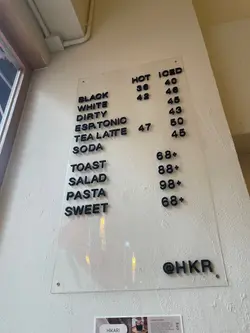 HOT ICED
BLACK 36 40
WHITE 42 46
DIRTY 45
ESP.TONIC 43
TEA LATTE 47 50
SODA 45
TOAST 68+
SALAD 88+
PASTA 98+
SWEET 68+
@HKR